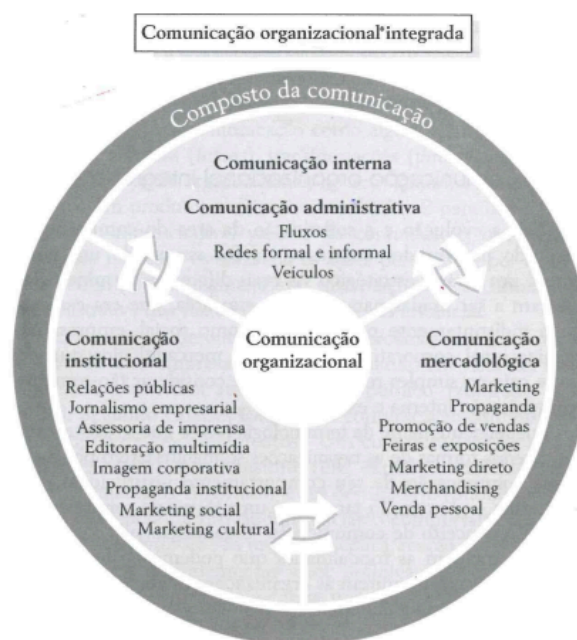 Comunicação organizacional integrada
Composto da comunicação
Comunicação interna
Comunicação administrativa
Fluxos
Redes formal e informal
Veículos
Comunicação
organizacional
Comunicação
institucional
Relações públicas
Jornalismo empresarial
Assessoria de imprensa
Editoração multimídia
Imagem corporativa
Propaganda institucional
Marketing social
Marketing cultural
Comunicação
mercadológica
Marketing
Propaganda
Promoção de vendas
Feiras e exposições
Marketing direto
Merchandising
Venda pessoal